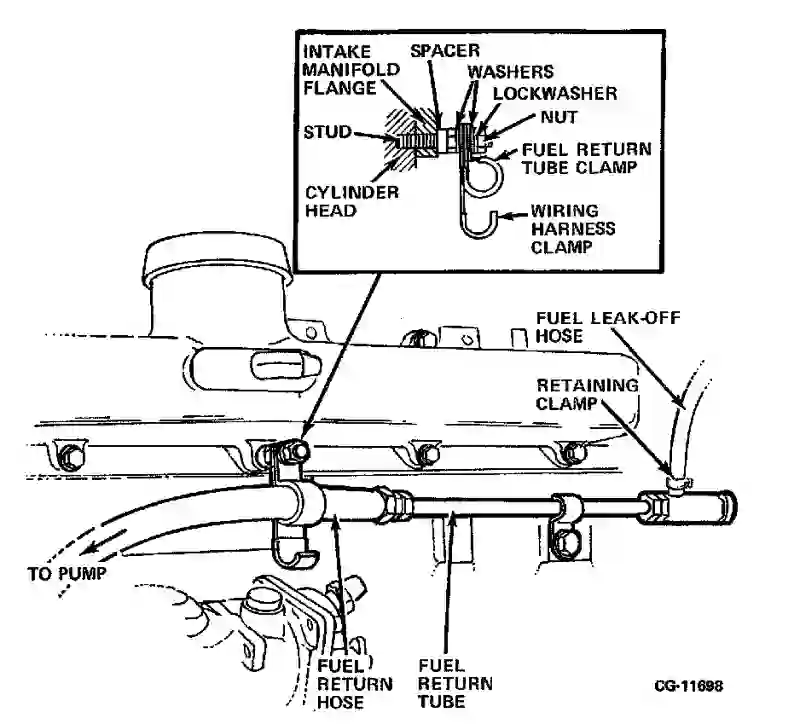 INTAKE
MANIFOLD
FLANGE
SPACER
WASHERS
LOCKWASHER
NUT
STUD
FUEL RETURN
TUBE CLAMP
CYLINDER
HEAD
WIRING
HARNESS
CLAMP
FUEL LEAK-OFF
HOSE
RETAINING
CLAMP
TO PUMP
FUEL
RETURN
HOSE
FUEL
RETURN
TUBE
CG-11698